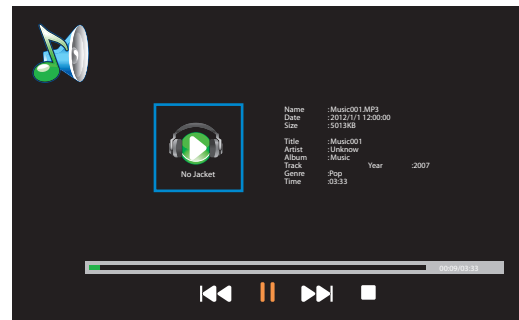 Name :Music001.MP3
Date :2012/1/1 12:00:00
Size :5013KB
Title :Music001
Artist :Unknow
Album :Music
Track Year :2007
Genre :Pop
Time :03:33
No Jacket
00:09/03:33